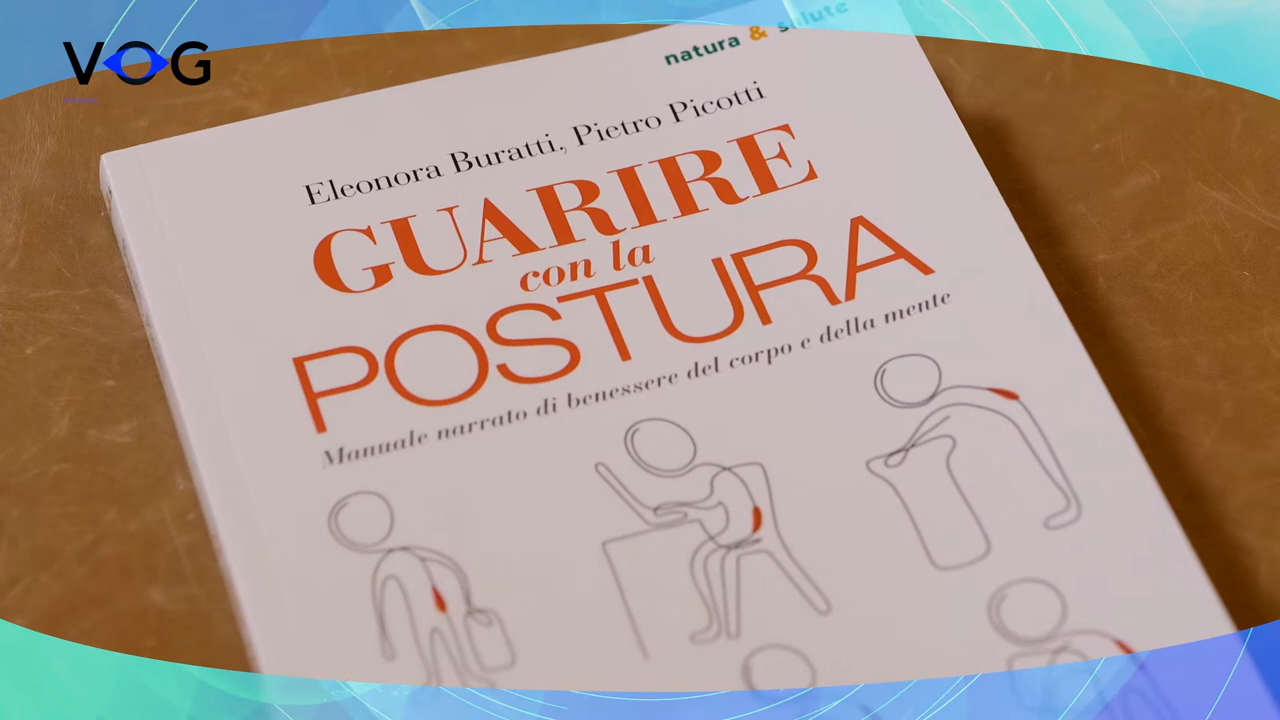 VOG
natura & salute
Eleonora Buratti, Pietro Picotti
GUARIRE
con la
POSTURA
Manuale narrato di benessere del corpo e della mente